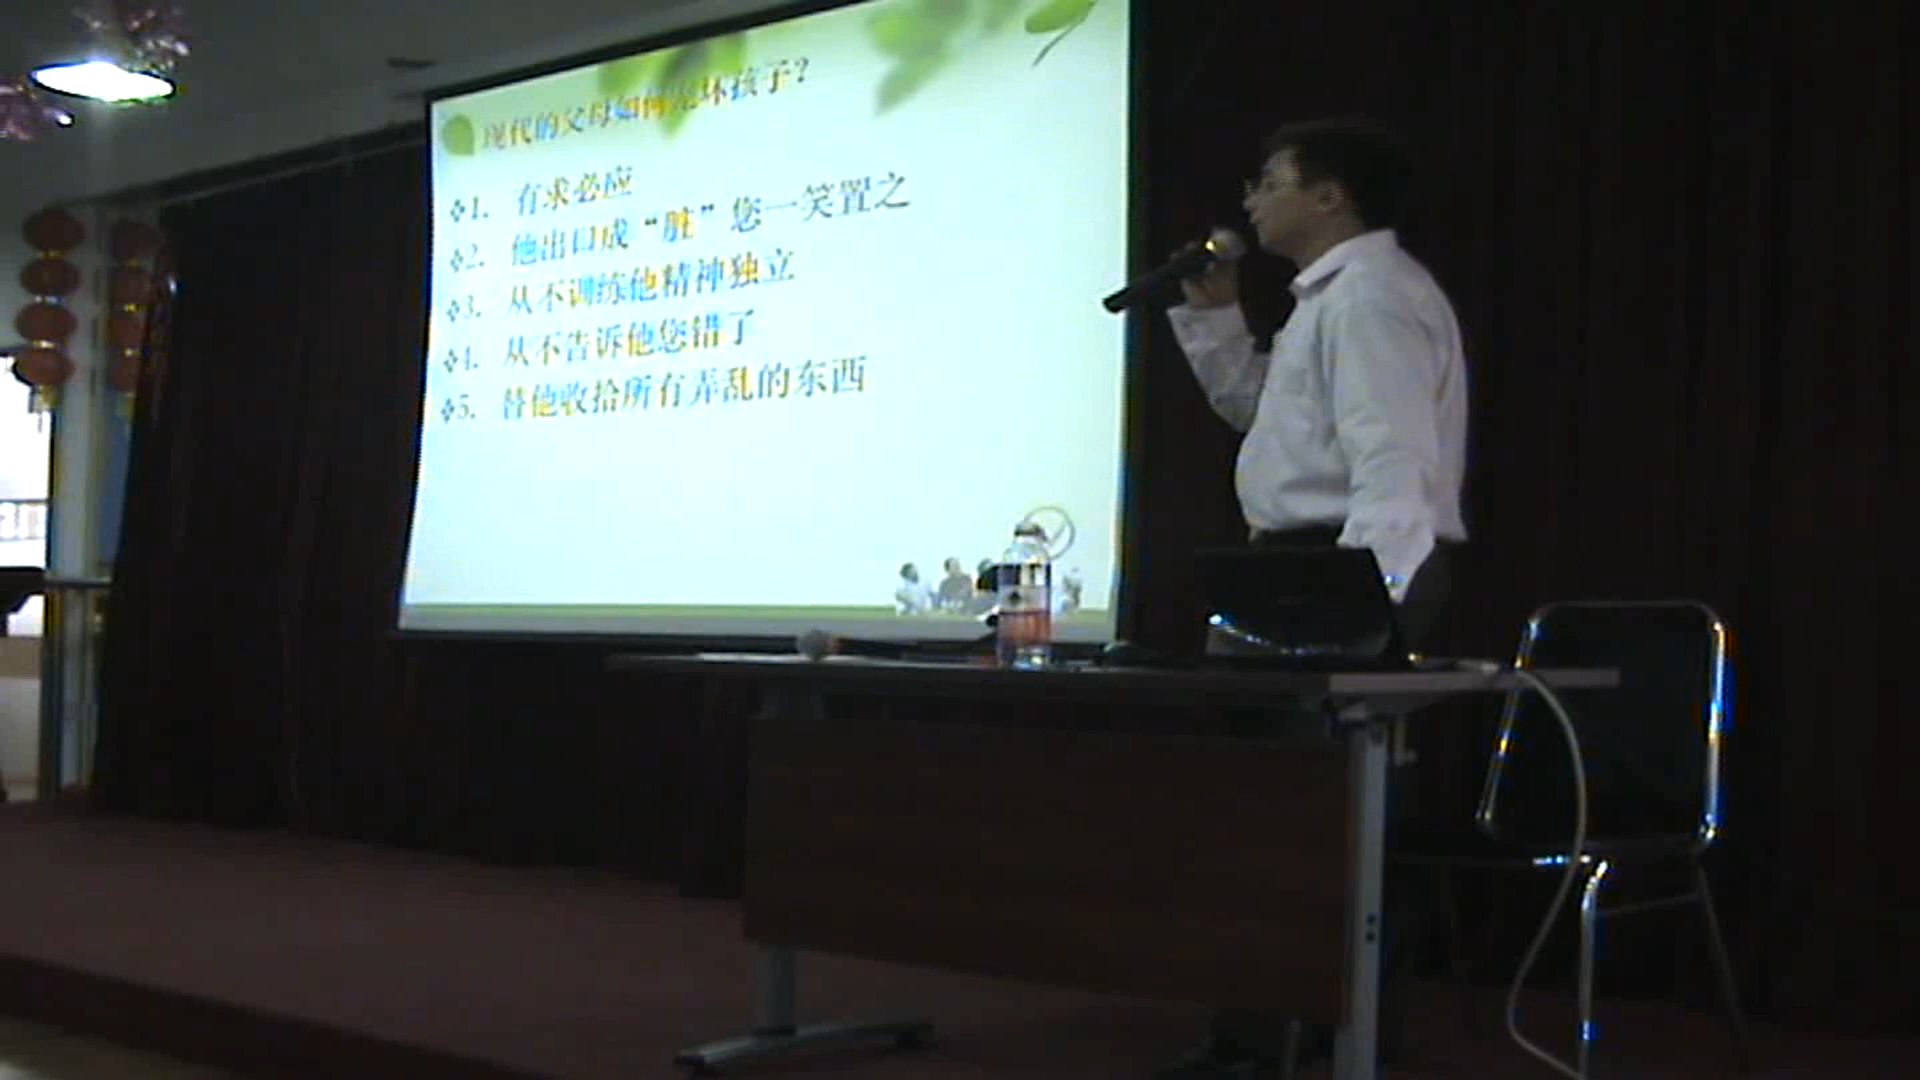 现代的父母如何宠坏孩子？
❖1. 有求必应
❖2. 他出口成“脏”您一笑置之
❖3. 从不训练他精神独立
❖4. 从不告诉他您错了
❖5. 替他收拾所有弄乱的东西